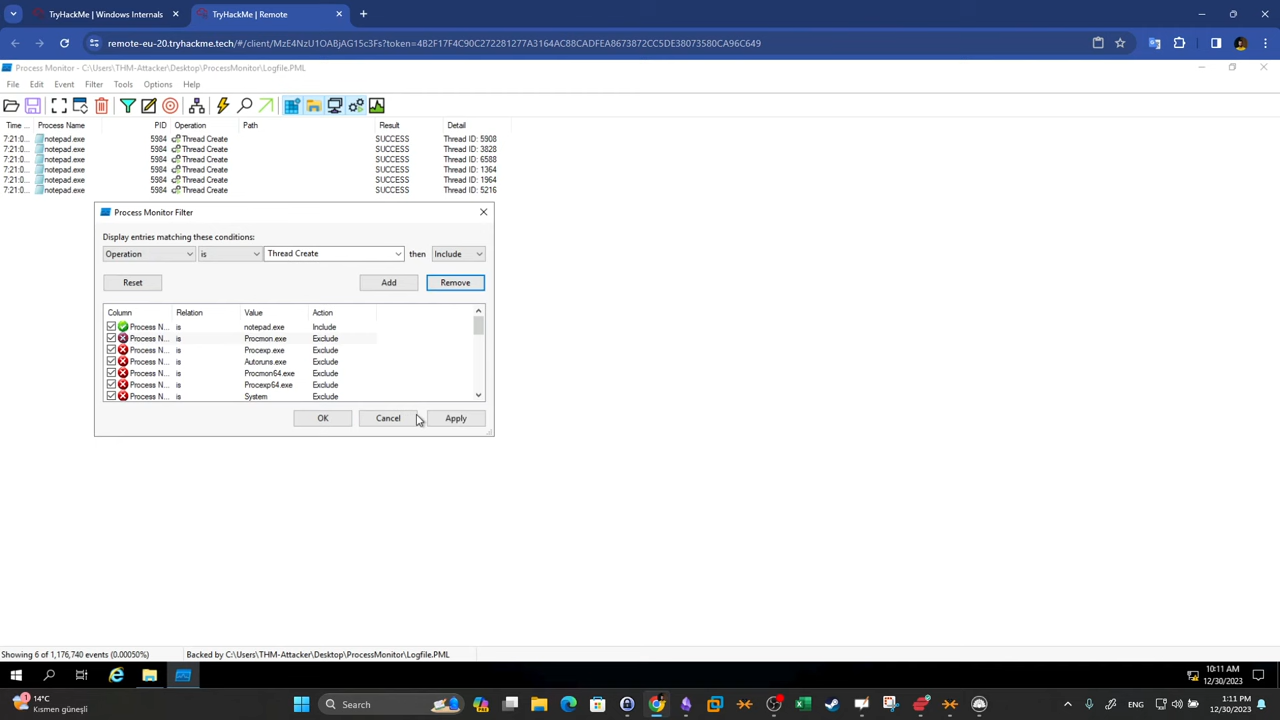 TryHackMe | Windows Internals
TryHackMe | Remote
remote-eu-20.tryhackme.tech/#/client/MzE4NzU1OABjAG15c3Fs?token=4B2F17F4C90C272281277A3164AC88CADFEA8673872CC5DE38073580CA96C649
Process Monitor - C:\Users\THM-Attacker\Desktop\ProcessMonitor\Logfile.PML
File Edit Event Filter Tools Options Help
Time ... Process Name PID Operation Path Result Detail
7:21:0... notepad.exe 5984 Thread Create SUCCESS Thread ID: 5908
7:21:0... notepad.exe 5984 Thread Create SUCCESS Thread ID: 3828
7:21:0... notepad.exe 5984 Thread Create SUCCESS Thread ID: 6588
7:21:0... notepad.exe 5984 Thread Create SUCCESS Thread ID: 1364
7:21:0... notepad.exe 5984 Thread Create SUCCESS Thread ID: 1964
7:21:0... notepad.exe 5984 Thread Create SUCCESS Thread ID: 5216
Process Monitor Filter
Display entries matching these conditions:
Operation is Thread Create then Include
Reset Add Remove
Column Relation Value Action
Process N... is notepad.exe Include
Process N... is Procmon.exe Exclude
Process N... is Procexp.exe Exclude
Process N... is Autoruns.exe Exclude
Process N... is Procmon64.exe Exclude
Process N... is Procexp64.exe Exclude
Process N... is System Exclude
OK Cancel Apply
Showing 6 of 1,176,740 events (0.00050%) Backed by C:\Users\THM-Attacker\Desktop\ProcessMonitor\Logfile.PML
10:11 AM
12/30/2023
1
14°C
Kısmen güneşli
Search
ENG
1:11 PM
12/30/2023